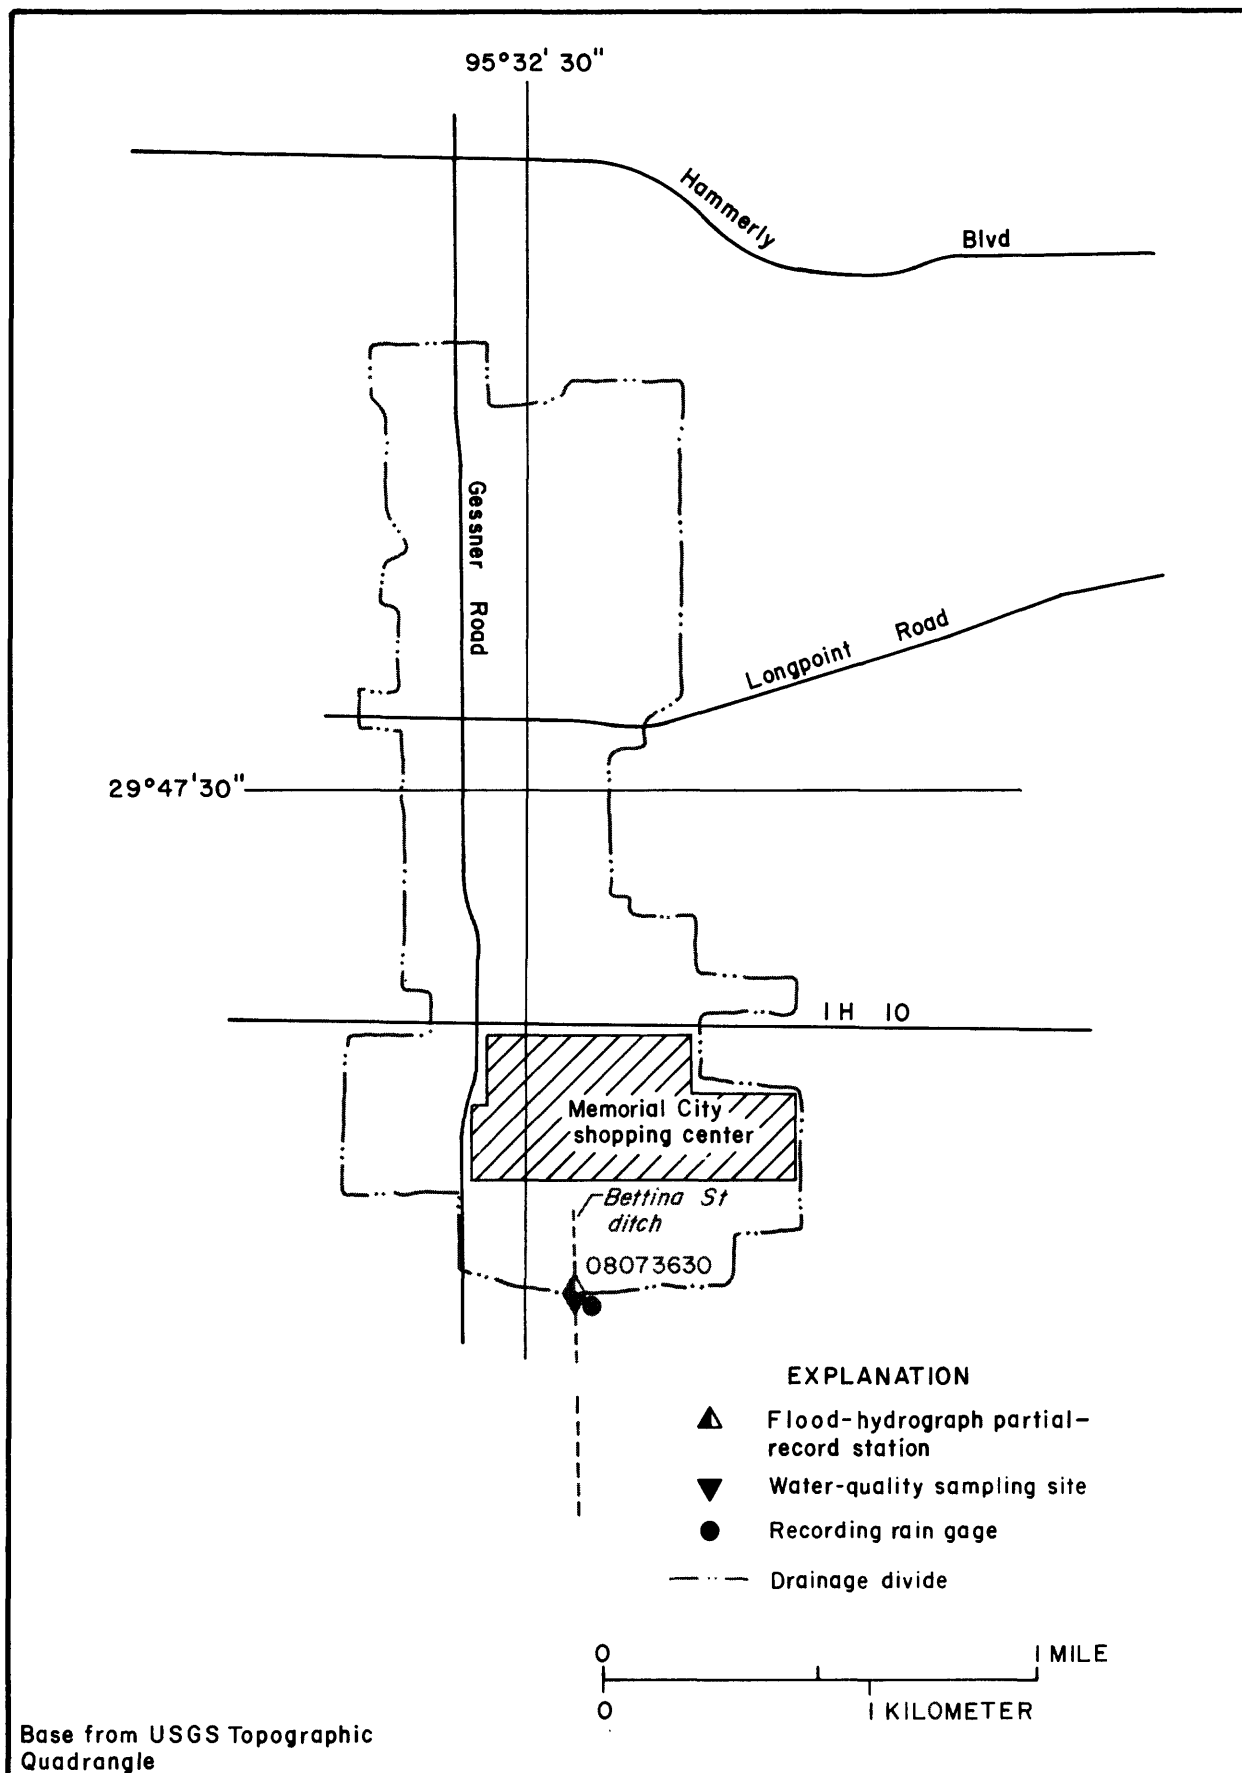 95°32' 30"
Hammerly
Blvd
Gessner Road
Longpoint Road
29°47'30"
IH 10
Memorial City
shopping center
Bettina St
ditch
08073630
EXPLANATION
Flood-hydrograph partial-
record station
Water-quality sampling site
Recording rain gage
Drainage divide
0 1 MILE
0 1 KILOMETER
Base from USGS Topographic
Quadrangle